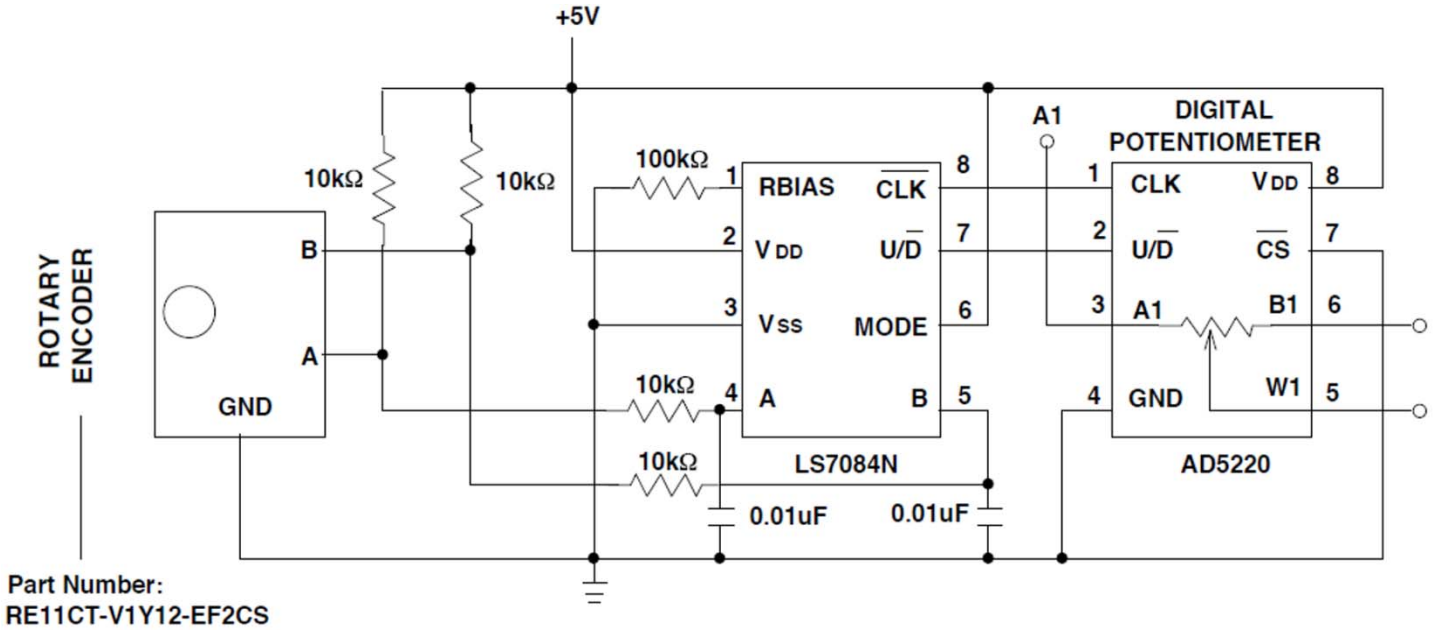 +5V
10kΩ
10kΩ
100kΩ
A1
DIGITAL
POTENTIOMETER
ROTARY
ENCODER
B
A
GND
1
RBIAS
2
VDD
3
VSS
4
A
C̅L̅K̅
8
U/D̅
7
MODE
6
B
5
LS7084N
10kΩ
10kΩ
0.01uF
0.01uF
1
CLK
2
U/D̅
3
A1
4
GND
VDD
8
C̅S̅
7
B1
6
W1
5
AD5220
Part Number:
RE11CT-V1Y12-EF2CS